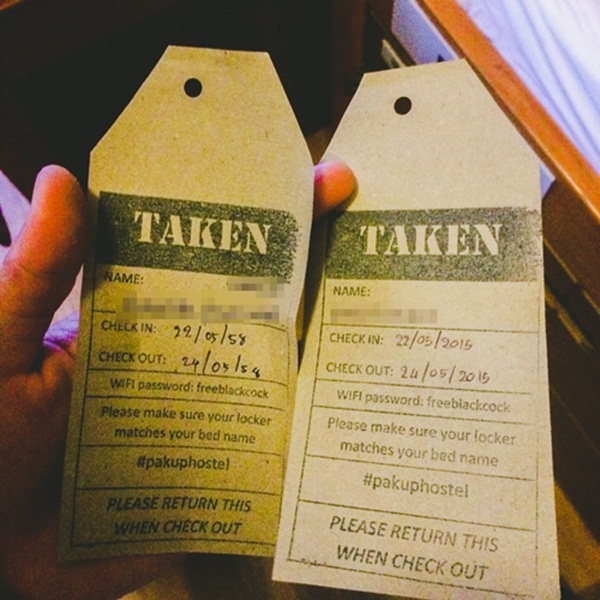 TAKEN
NAME:
CHECK IN: 22/05/58
CHECK OUT: 24/05/58
WIFI password: freeblackcock
Please make sure your locker
matches your bed name
#pakuphostel
PLEASE RETURN THIS
WHEN CHECK OUT
TAKEN
NAME:
CHECK IN: 22/05/2015
CHECK OUT: 24/05/2015
WIFI password: freeblackcock
Please make sure your locker
matches your bed name
#pakuphostel
PLEASE RETURN THIS
WHEN CHECK OUT